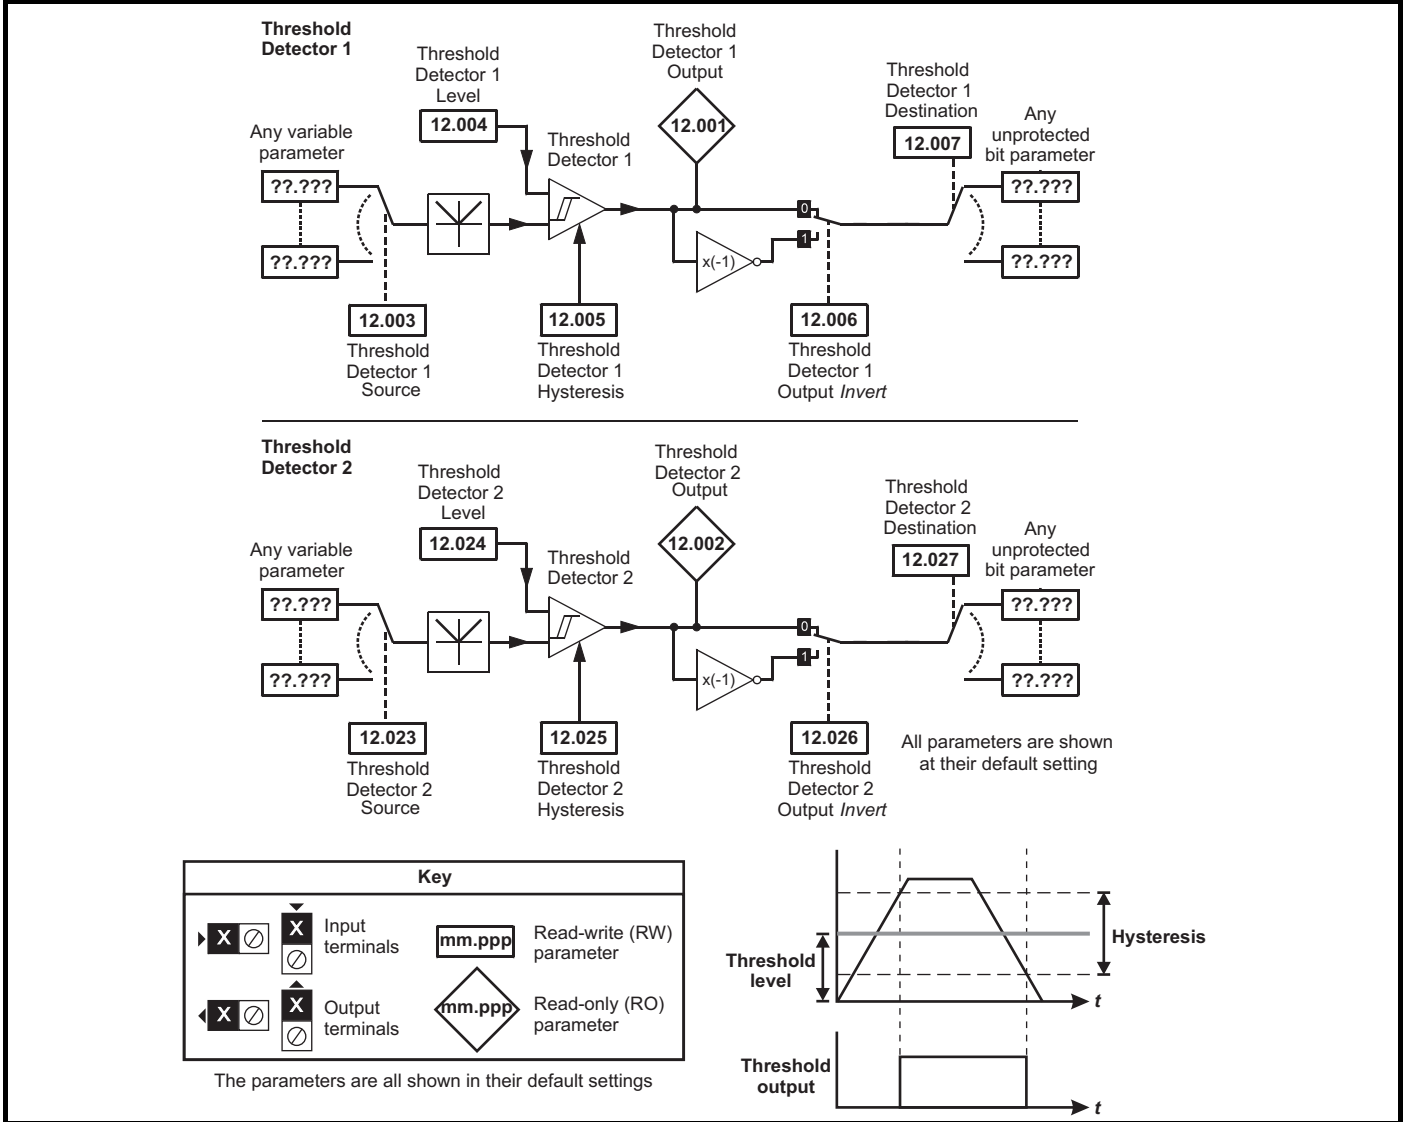 Threshold
Detector 1
Threshold
Detector 1
Level
12.004
Threshold
Detector 1
Output
12.001
Threshold
Detector 1
Destination
12.007
Any variable
parameter
??.???
??.???
Threshold
Detector 1
Any
unprotected
bit parameter
??.???
??.???
0
1
x(-1)
12.003
Threshold
Detector 1
Source
12.005
Threshold
Detector 1
Hysteresis
12.006
Threshold
Detector 1
Output Invert
Threshold
Detector 2
Threshold
Detector 2
Level
12.024
Threshold
Detector 2
Output
12.002
Threshold
Detector 2
Destination
12.027
Any variable
parameter
??.???
??.???
Threshold
Detector 2
Any
unprotected
bit parameter
??.???
??.???
0
1
x(-1)
12.023
Threshold
Detector 2
Source
12.025
Threshold
Detector 2
Hysteresis
12.026
Threshold
Detector 2
Output Invert
All parameters are shown
at their default setting
Key
X
X
Input
terminals
mm.ppp
Read-write (RW)
parameter
X
X
Output
terminals
mm.ppp
Read-only (RO)
parameter
The parameters are all shown in their default settings
Threshold
level
Hysteresis
t
Threshold
output
t